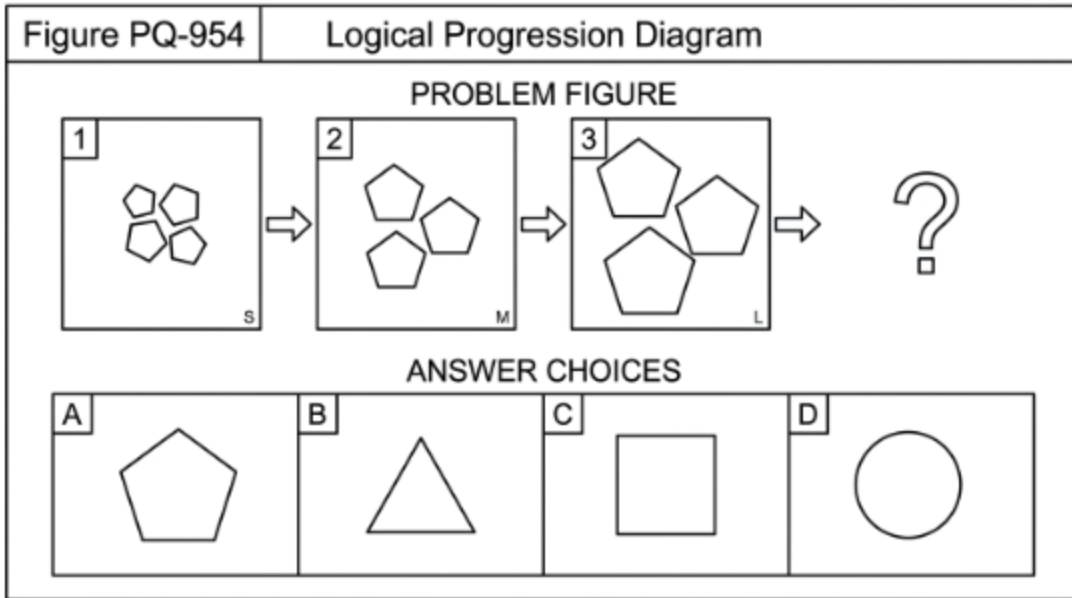 Figure PQ-954
Logical Progression Diagram
PROBLEM FIGURE
1
2
3
?
S
M
L
ANSWER CHOICES
A
B
C
D